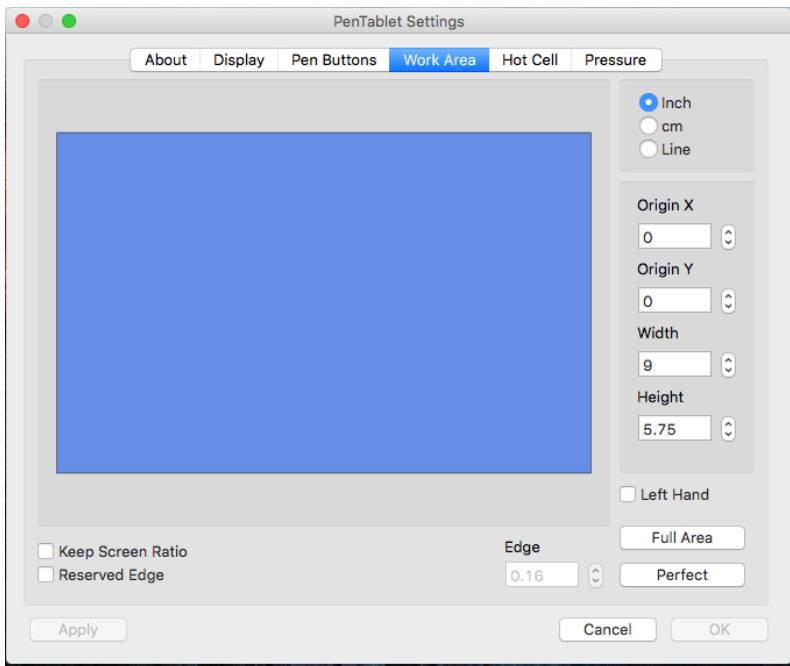 PenTablet Settings
About Display Pen Buttons Work Area Hot Cell Pressure
Inch
cm
Line
Origin X
0
Origin Y
0
Width
9
Height
5.75
Left Hand
Full Area
Keep Screen Ratio
Reserved Edge
Edge
0.16
Perfect
Apply
Cancel
OK